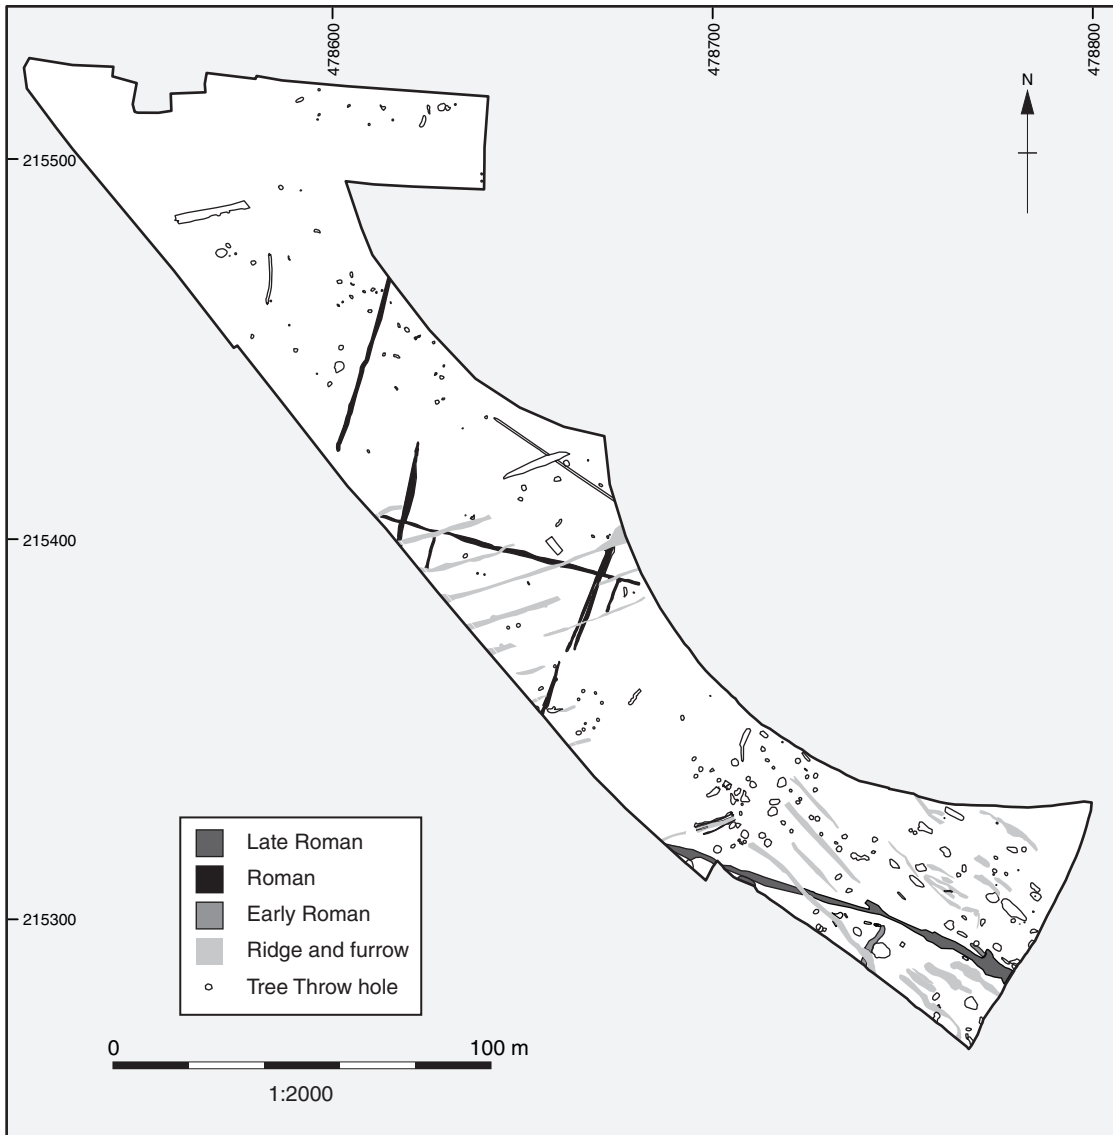 478600
478700
478800
N
215500
215400
215300
Late Roman
Roman
Early Roman
Ridge and furrow
Tree Throw hole
0
100 m
1:2000